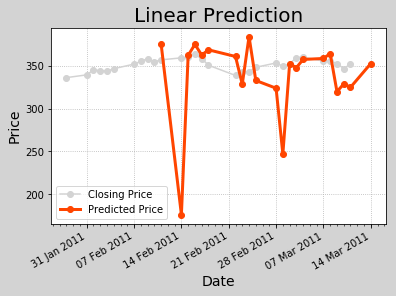 Linear Prediction
Price
350
300
250
200
Closing Price
Predicted Price
31 Jan 2011
07 Feb 2011
14 Feb 2011
21 Feb 2011
28 Feb 2011
07 Mar 2011
14 Mar 2011
Date